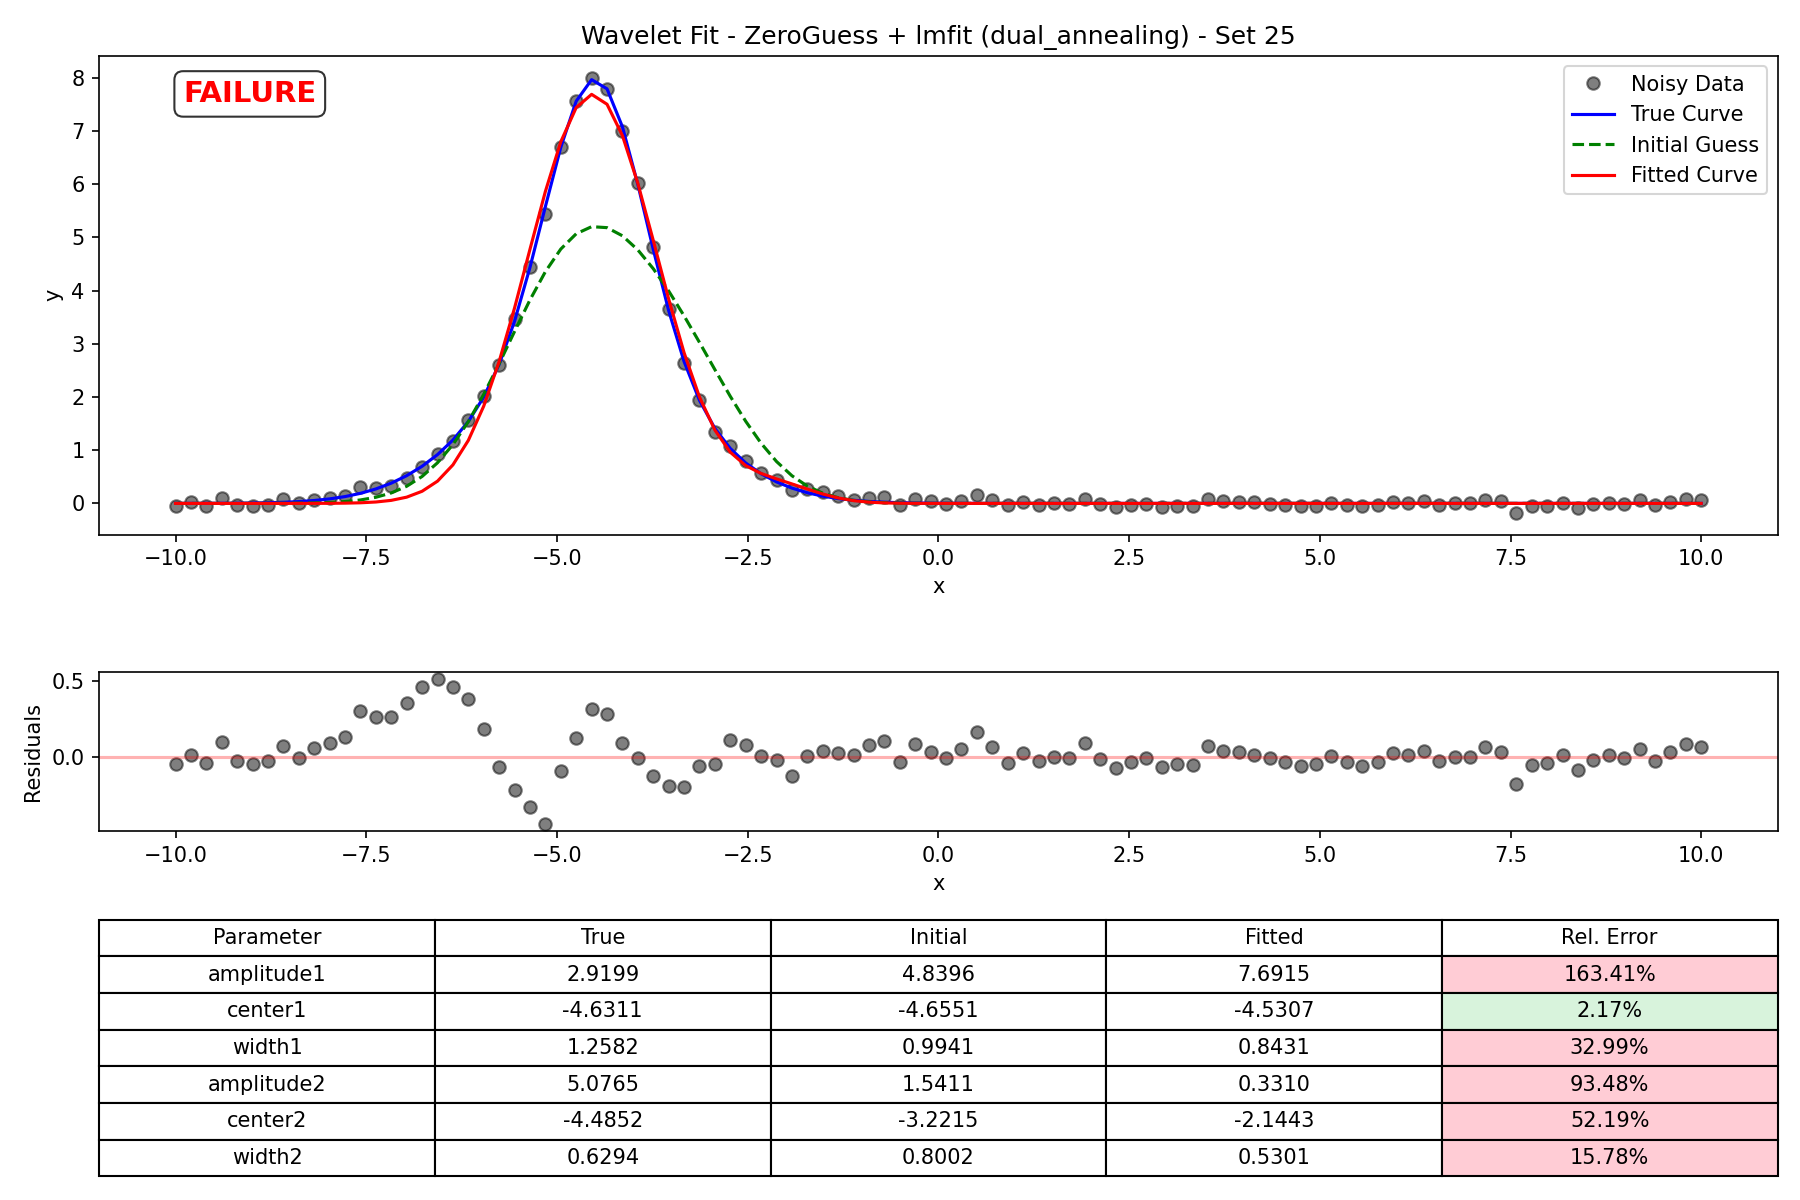 Wavelet Fit - ZeroGuess + lmfit (dual_annealing) - Set 25
FAILURE
Noisy Data
True Curve
Initial Guess
Fitted Curve
8
7
6
5
4
3
2
1
0
y
−10.0 −7.5 −5.0 −2.5 0.0 2.5 5.0 7.5 10.0
x
0.5
0.0
Residuals
−10.0 −7.5 −5.0 −2.5 0.0 2.5 5.0 7.5 10.0
x
Parameter True Initial Fitted Rel. Error
amplitude1 2.9199 4.8396 7.6915 163.41%
center1 -4.6311 -4.6551 -4.5307 2.17%
width1 1.2582 0.9941 0.8431 32.99%
amplitude2 5.0765 1.5411 0.3310 93.48%
center2 -4.4852 -3.2215 -2.1443 52.19%
width2 0.6294 0.8002 0.5301 15.78%